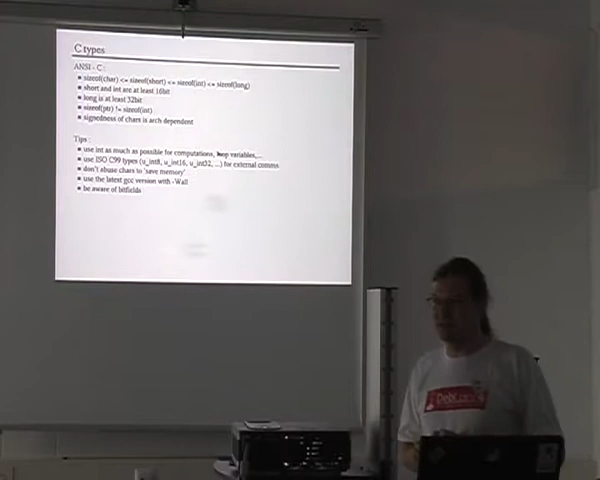 C types
ANSI - C :
sizeof(char) <= sizeof(short) <= sizeof(int) <= sizeof(long)
short and int are at least 16bit
long is at least 32bit
sizeof(ptr) != sizeof(int)
signedness of chars is arch dependent
Tips :
use int as much as possible for computations, loop variables,...
use ISO C99 types (u_int8, u_int16, u_int32, ...) for external comms
don't abuse chars to 'save memory'
use the latest gcc version with -Wall
be aware of bitfields